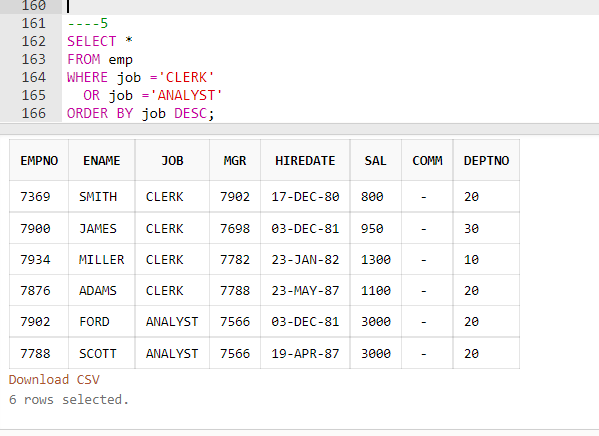 160
161 ----5
162 SELECT *
163 FROM emp
164 WHERE job ='CLERK'
165   OR job ='ANALYST'
166 ORDER BY job DESC;
EMPNO ENAME JOB MGR HIREDATE SAL COMM DEPTNO
7369 SMITH CLERK 7902 17-DEC-80 800 - 20
7900 JAMES CLERK 7698 03-DEC-81 950 - 30
7934 MILLER CLERK 7782 23-JAN-82 1300 - 10
7876 ADAMS CLERK 7788 23-MAY-87 1100 - 20
7902 FORD ANALYST 7566 03-DEC-81 3000 - 20
7788 SCOTT ANALYST 7566 19-APR-87 3000 - 20
Download CSV
6 rows selected.